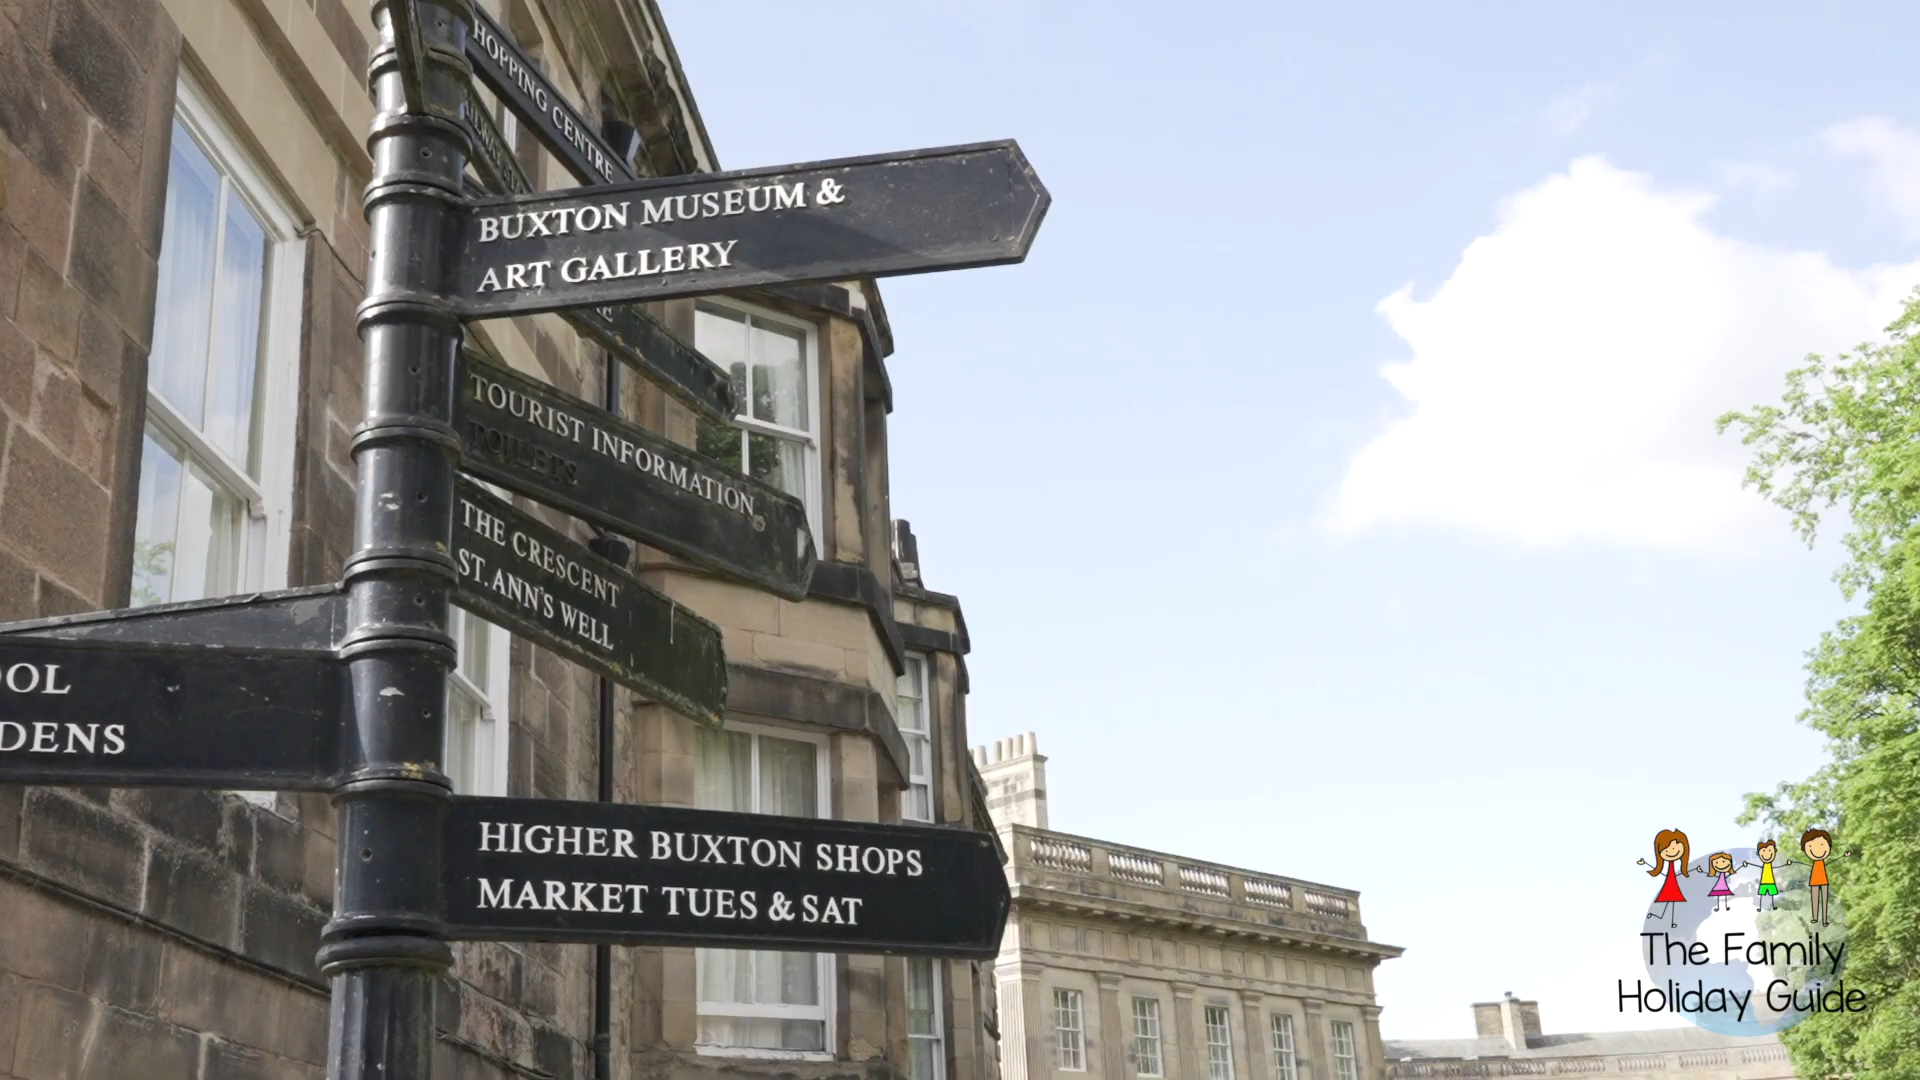 HOPPING CENTRE
BUXTON MUSEUM &
ART GALLERY
TOURIST INFORMATION
TOILETS
THE CRESCENT
ST. ANN'S WELL
OOL
DENS
HIGHER BUXTON SHOPS
MARKET TUES & SAT
The Family
Holiday Guide